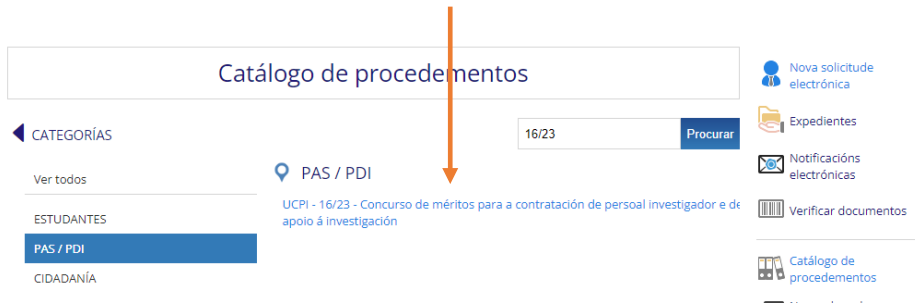 Catálogo de procedementos
CATEGORÍAS
Ver todos
ESTUDANTES
PAS / PDI
CIDADANÍA
16/23
Procurar
PAS / PDI
UCPI - 16/23 - Concurso de méritos para a contratación de persoal investigador e de
apoio á investigación
Nova solicitude
electrónica
Expedientes
Notificacións
electrónicas
Verificar documentos
Catálogo de
procedementos